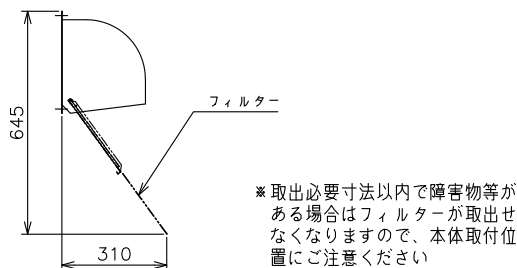 フィルター
645
310
※取出必要寸法以内で障害物等が
ある場合はフィルターが取出せ
なくなりますので、本体取付位
置にご注意ください